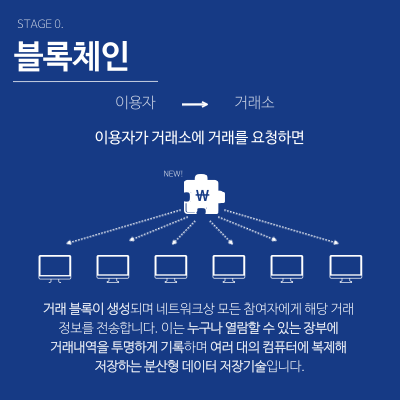 STAGE 0.
블록체인
이용자 → 거래소
이용자가 거래소에 거래를 요청하면
NEW!
₩
거래 블록이 생성되며 네트워크상 모든 참여자에게 해당 거래
정보를 전송합니다. 이는 누구나 열람할 수 있는 장부에
거래내역을 투명하게 기록하며 여러 대의 컴퓨터에 복제해
저장하는 분산형 데이터 저장기술입니다.